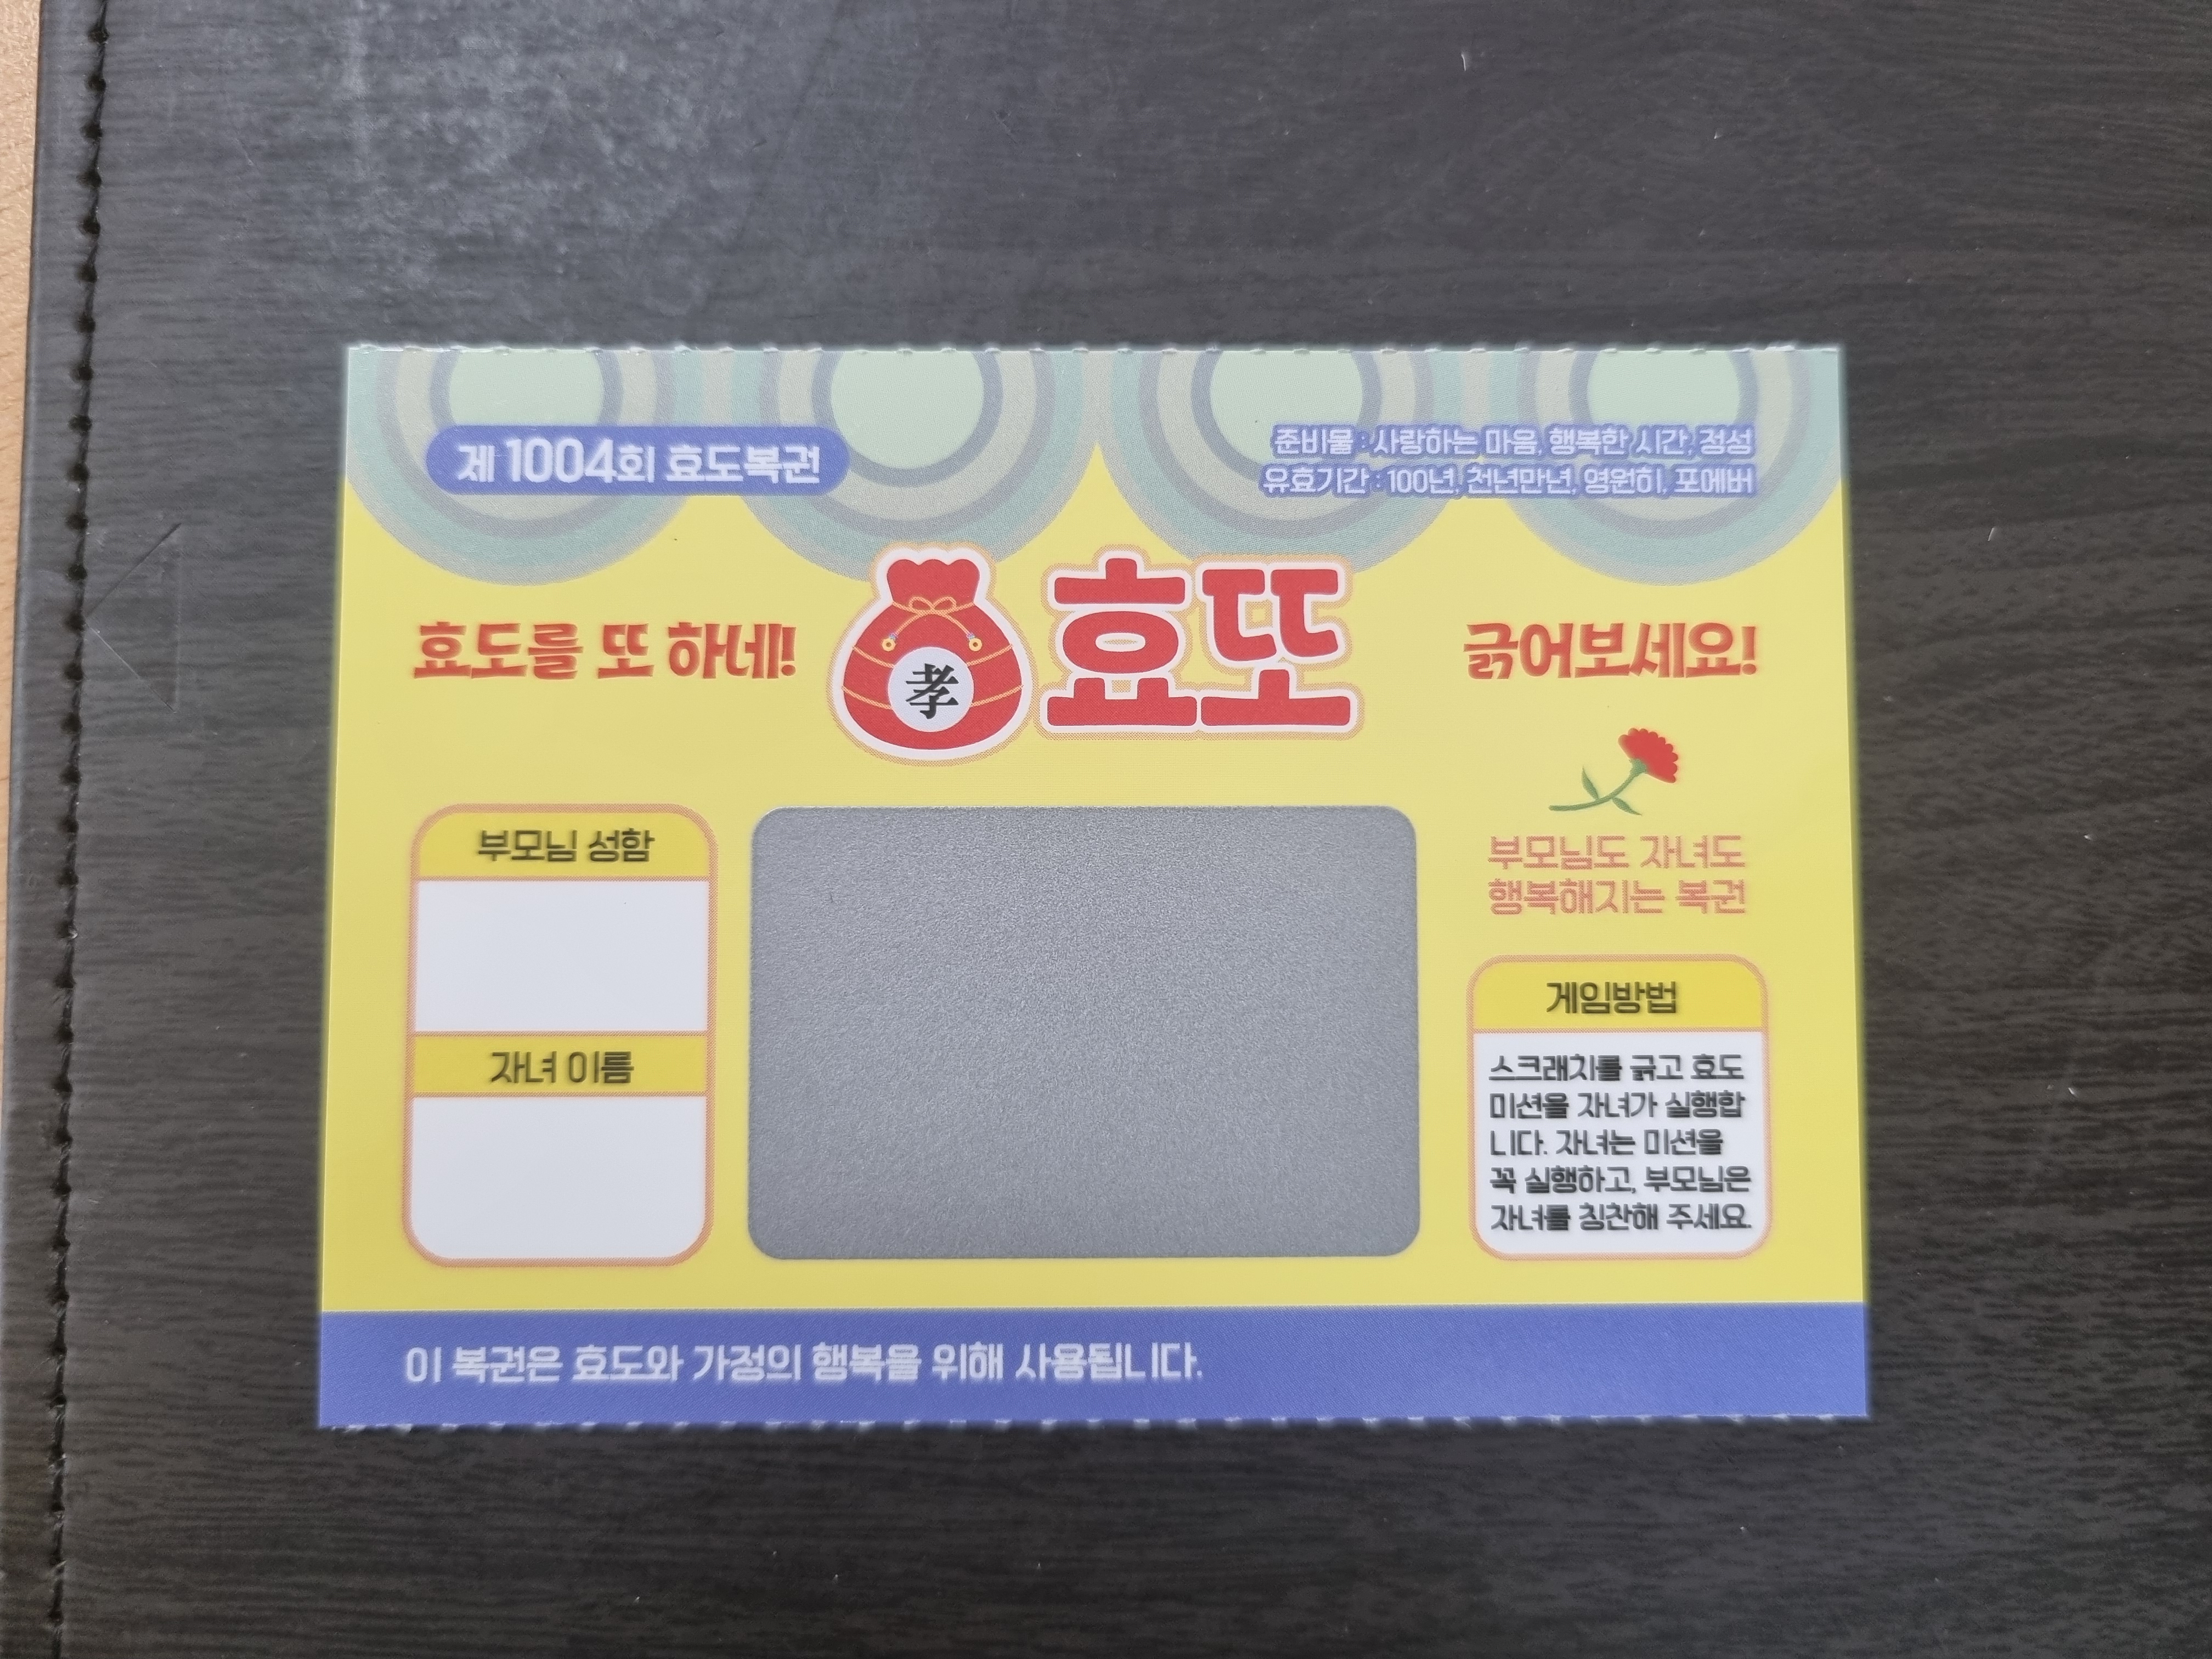 제 1004회 효도복권
준비물 : 사랑하는 마음, 행복한 시간, 정성
유효기간 : 100년, 천년만년, 영원히, 포에버
효도를 또 하네!
孝
효또
효도
긁어보세요!
부모님 성함
자녀 이름
부모님도 자녀도
행복해지는 복권
게임방법
스크래치를 긁고 효도
미션을 자녀가 실행합
니다. 자녀는 미션을
꼭 실행하고, 부모님은
자녀를 칭찬해 주세요
이 복권은 효도와 가정의 행복을 위해 사용됩니다.